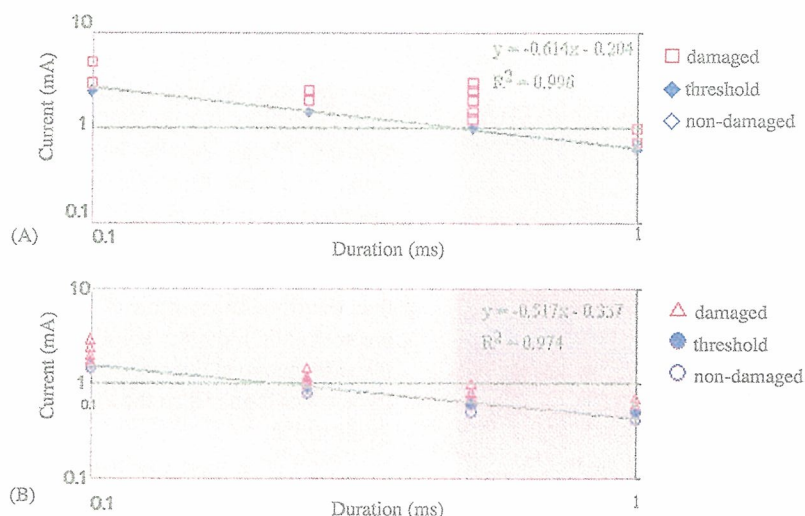 10
y = -0.614x - 0.204
R² = 0.996
damaged
threshold
non-damaged
Current (mA)
1
0.1
(A)
0.1
Duration (ms)
1
10
y = -0.517x - 0.357
R² = 0.974
damaged
threshold
non-damaged
Current (mA)
1
0.1
0.1
(B)
0.1
Duration (ms)
1